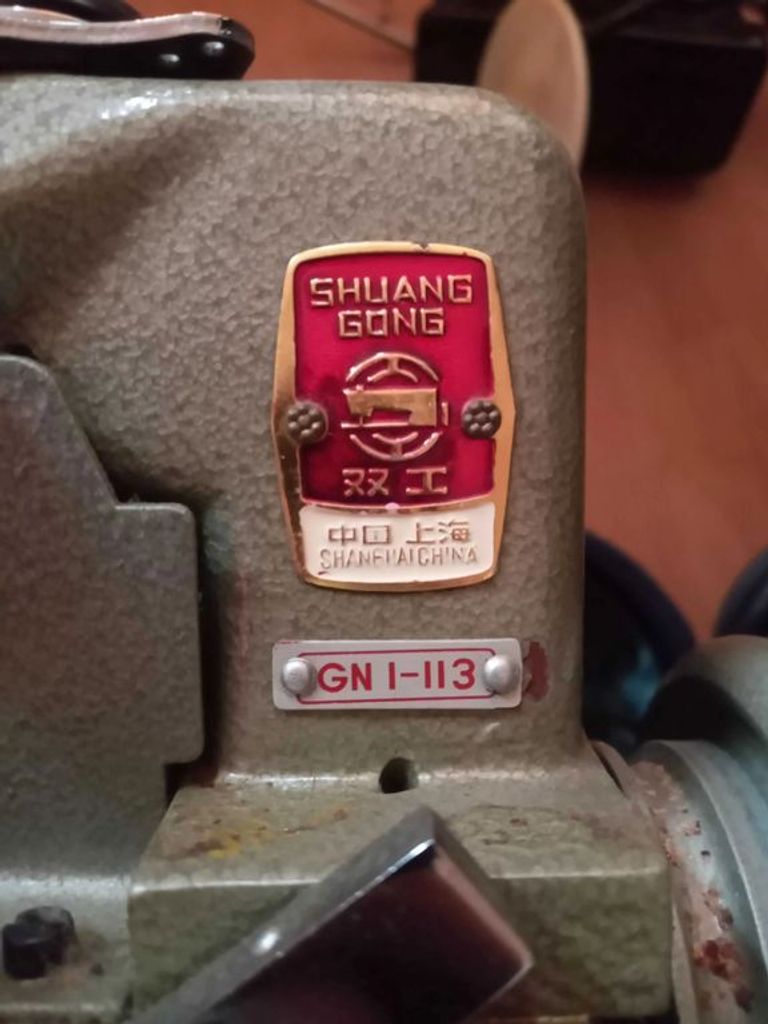 SHUANG
GONG
双工
中国 上海
SHANGHAI CHINA
GN 1-113